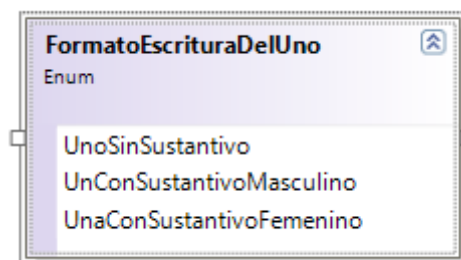 FormatoEscrituraDelUno
Enum
UnoSinSustantivo
UnConSustantivoMasculino
UnaConSustantivoFemenino